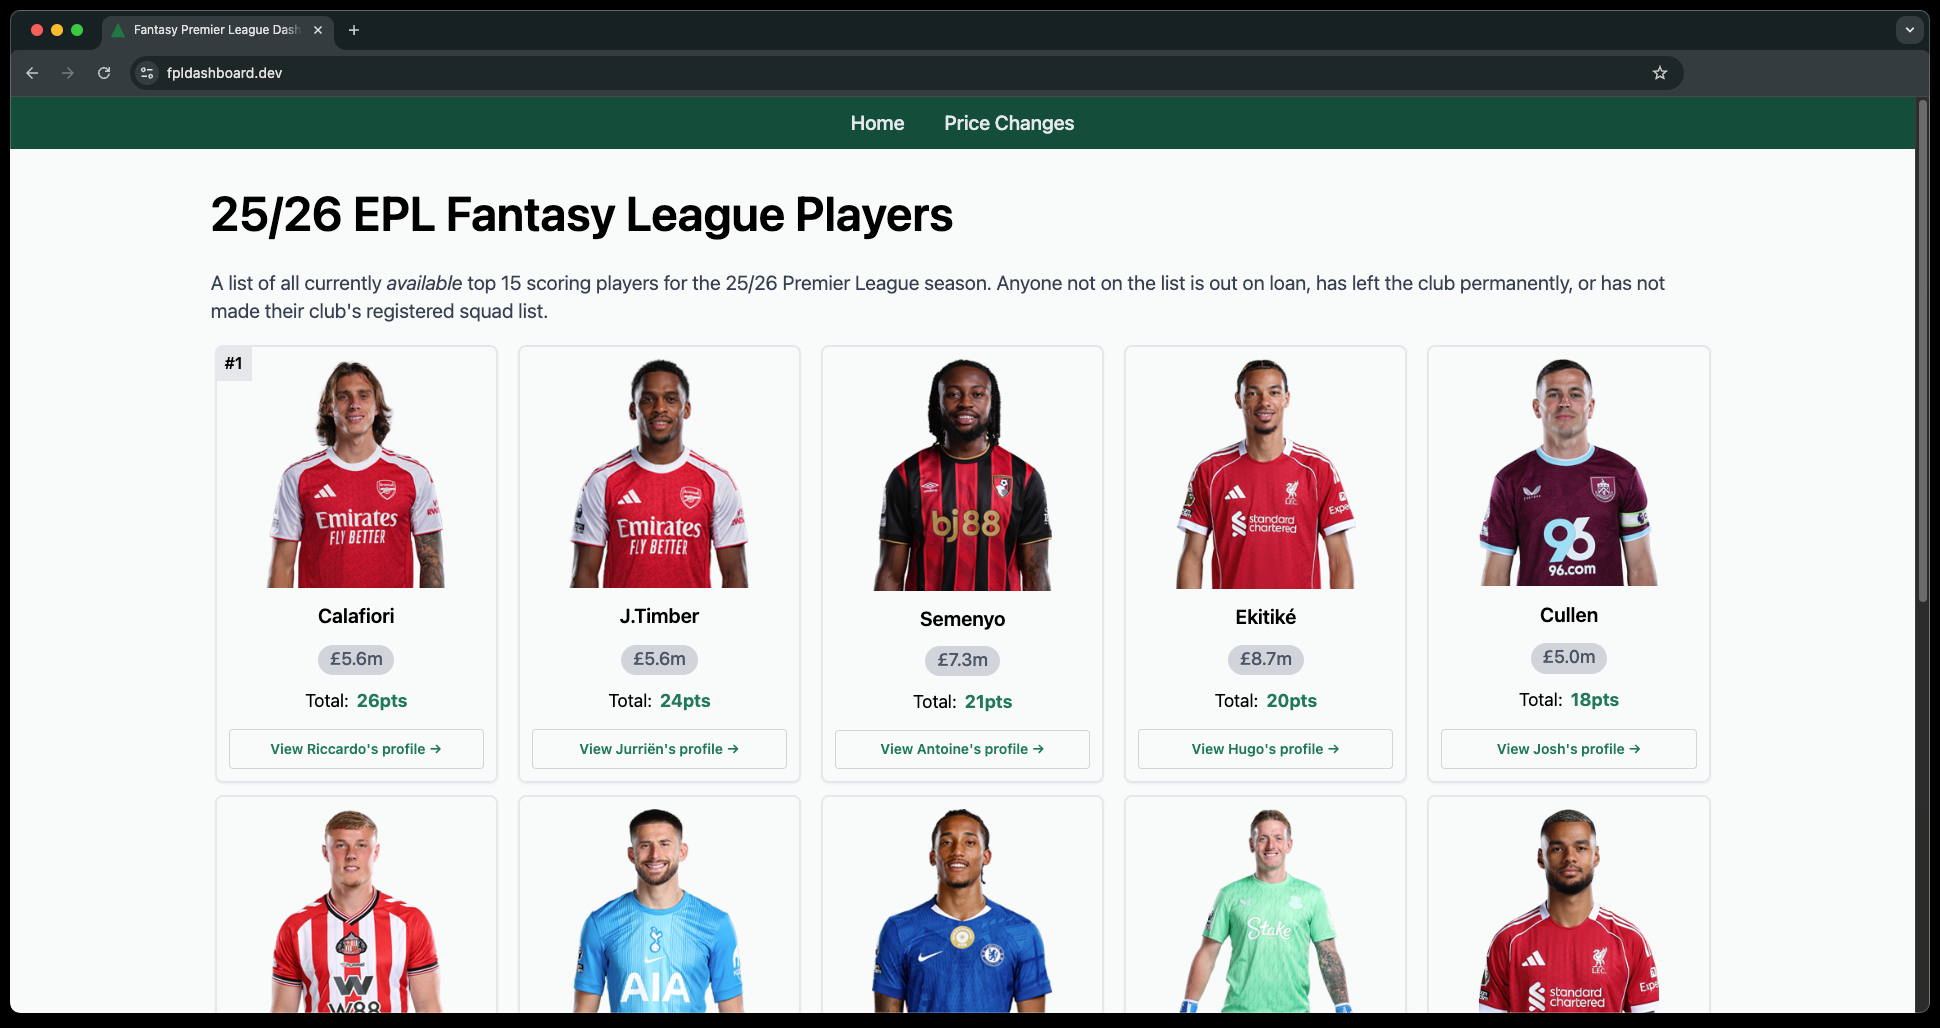 Fantasy Premier League Dash
fpldashboard.dev
Home Price Changes
25/26 EPL Fantasy League Players
A list of all currently available top 15 scoring players for the 25/26 Premier League season. Anyone not on the list is out on loan, has left the club permanently, or has not
made their club's registered squad list.
#1
Emirates
FLY BETTER
Emirates
FLY BETTER
bj88
standard
chartered
96
96.com
Calafiori
J.Timber
Semenyo
Ekitiké
Cullen
£5.6m
£5.6m
£7.3m
£8.7m
£5.0m
Total: 26pts
Total: 24pts
Total: 21pts
Total: 20pts
Total: 18pts
View Riccardo's profile →
View Jurriën's profile →
View Antoine's profile →
View Hugo's profile →
View Josh's profile →
W88
AIA
Stake
L.F.C.
standard
chartered